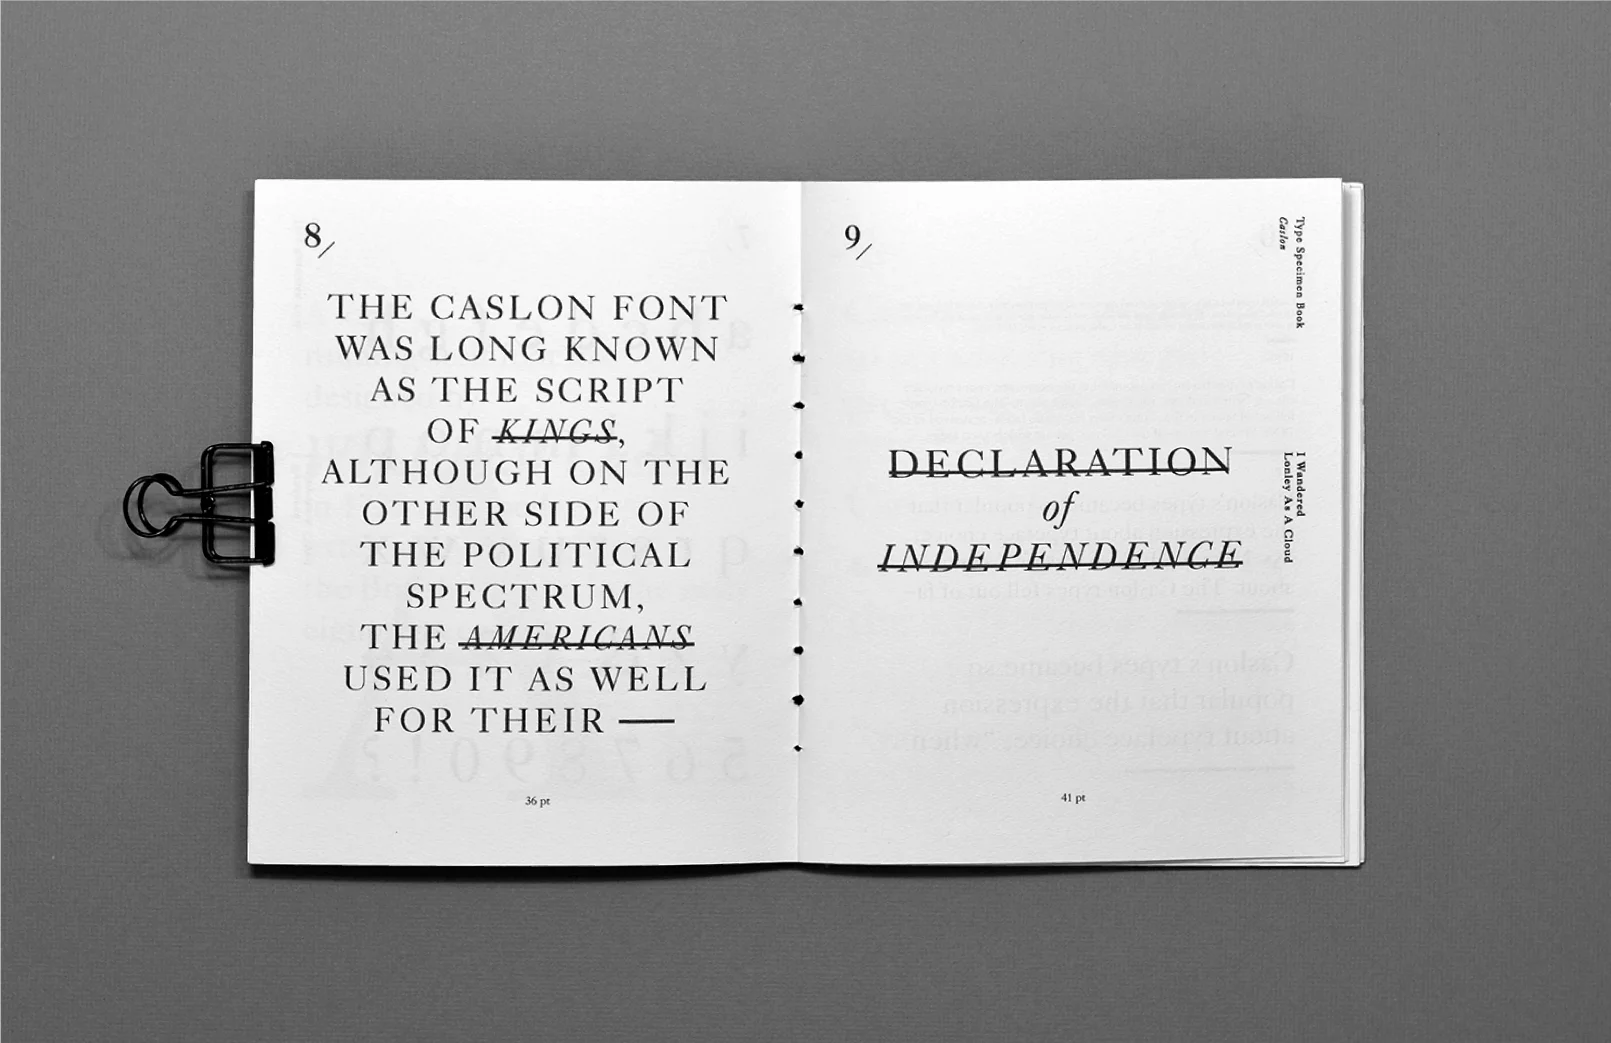 8/
THE CASLON FONT
WAS LONG KNOWN
AS THE SCRIPT
OF KINGS,
ALTHOUGH ON THE
OTHER SIDE OF
THE POLITICAL
SPECTRUM,
THE AMERICANS
USED IT AS WELL
FOR THEIR —
36 pt
9/
DECLARATION
of
INDEPENDENCE
41 pt
Type Specimen Book
Caslon
I Wandered
Lonley As A Cloud